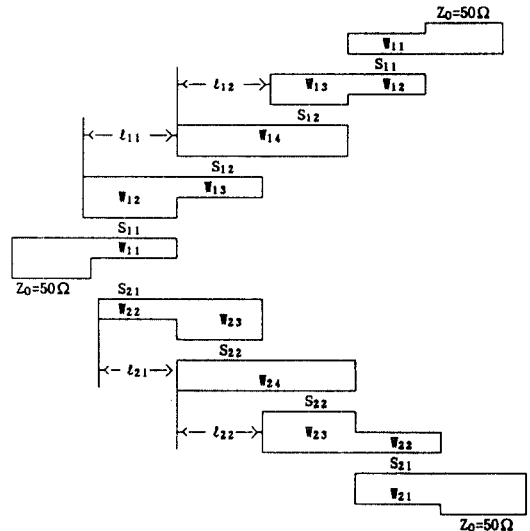 Z₀=50Ω
W₁₁
S₁₁
ℓ₁₂ W₁₃ W₁₂
S₁₂
ℓ₁₁ W₁₄
S₁₂
W₁₂ W₁₃
S₁₁
W₁₁
Z₀=50Ω
S₂₁
W₂₂ W₂₃
S₂₂
ℓ₂₁ W₂₄
S₂₂
ℓ₂₂ W₂₃ W₂₂
S₂₁
W₂₁
Z₀=50Ω